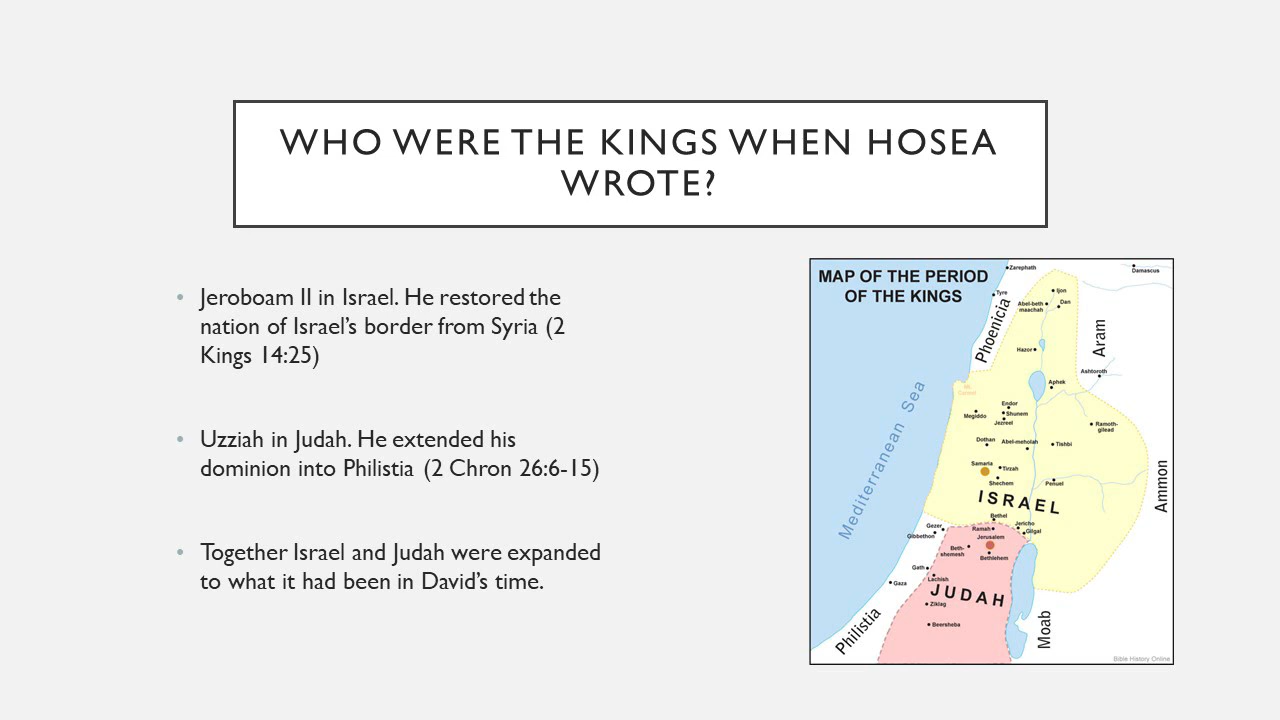 WHO WERE THE KINGS WHEN HOSEA
WROTE?
• Jeroboam II in Israel. He restored the
nation of Israel’s border from Syria (2
Kings 14:25)
• Uzziah in Judah. He extended his
dominion into Philistia (2 Chron 26:6-15)
• Together Israel and Judah were expanded
to what it had been in David’s time.
MAP OF THE PERIOD
OF THE KINGS
Zarephath
Damascus
Tyre
Ijon
Abel-beth
maachah
Dan
Phoenicia
Aram
Hazor
Ashtoroth
Aphek
Mt.
Carmel
Mediterranean Sea
Endor
Megiddo
Shunem
Jezreel
Ramoth-
gilead
Dothan
Abel-meholah
Tishbi
Samaria
Tirzah
Shechem
Penuel
Ammon
ISRAEL
Bethel
Gezer
Ramah
Jericho
Gilgal
Gibbethon
Jerusalem
Beth-
shemesh
Bethlehem
Gath
Lachish
Gaza
JUDAH
Ziklag
Philistia
Beersheba
Moab
Bible History Online